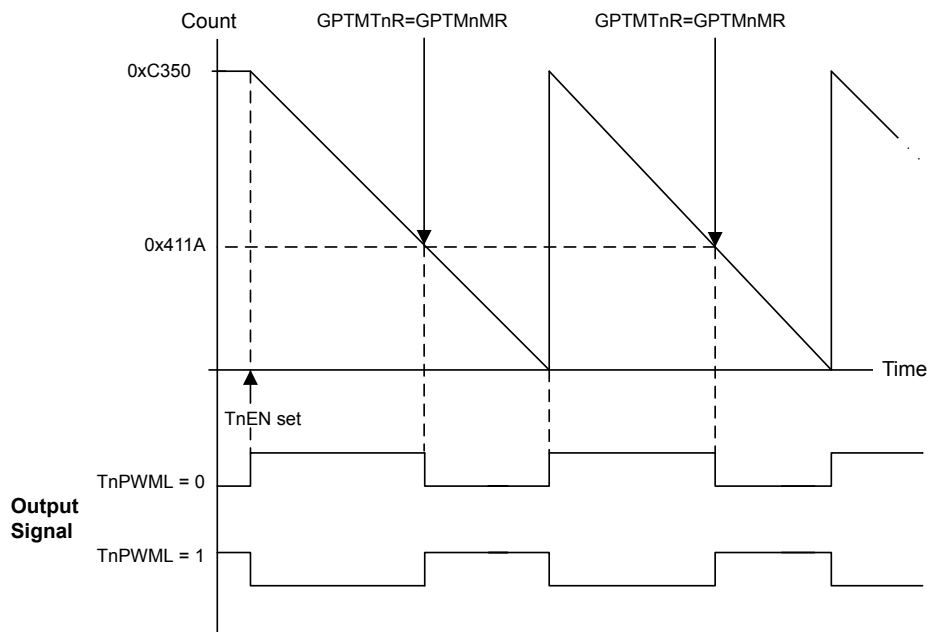 Count
GPTMTnR=GPTMnMR
GPTMTnR=GPTMnMR
0xC350
0x411A
Time
TnEN set
TnPWML = 0
Output
Signal
TnPWML = 1